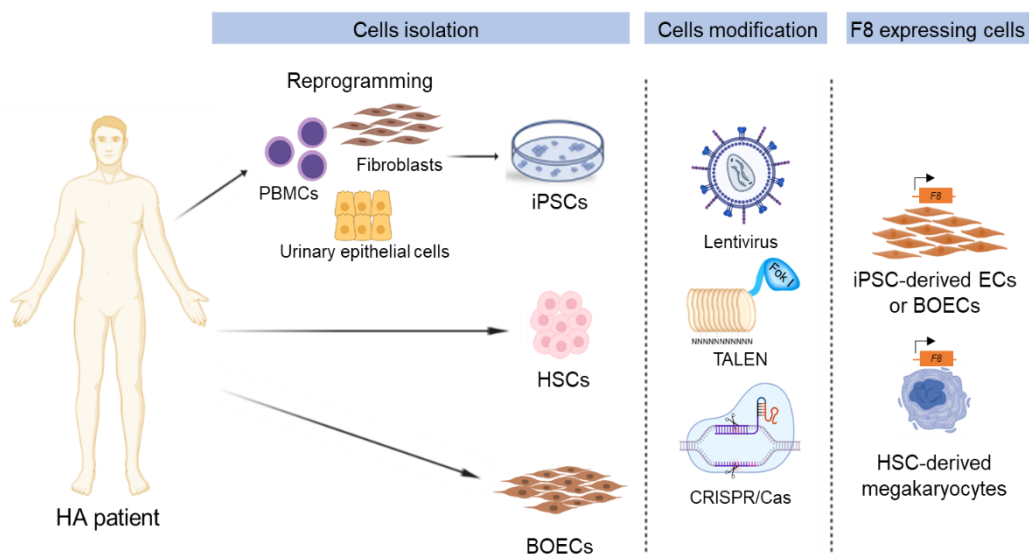 Cells isolation
Cells modification
F8 expressing cells
Reprogramming
PBMCs
Fibroblasts
Urinary epithelial cells
iPSCs
HSCs
BOECs
HA patient
Lentivirus
Fok I
NNNNNNNNNNN
TALEN
CRISPR/Cas
F8
iPSC-derived ECs
or BOECs
F8
HSC-derived
megakaryocytes